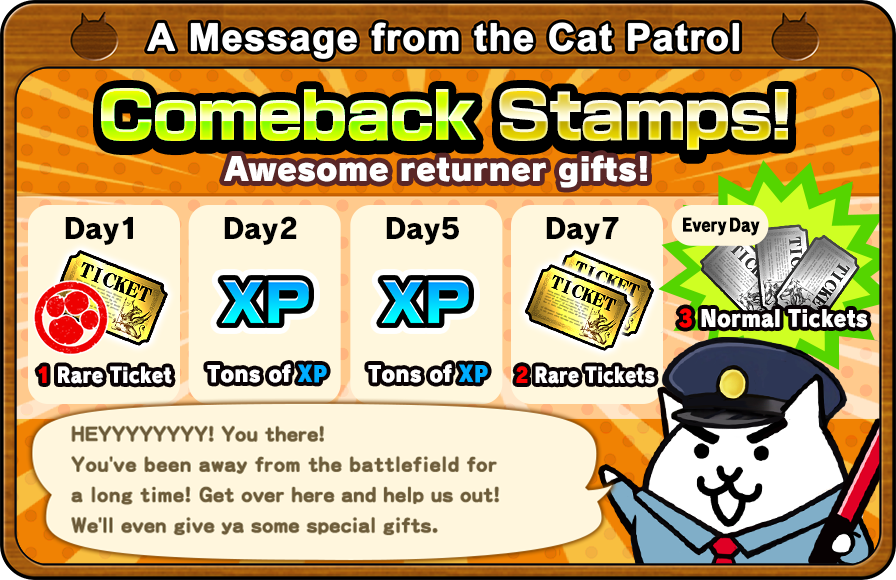 A Message from the Cat Patrol
Comeback Stamps!
Awesome returner gifts!
Day1
TICKET
1 Rare Ticket
Day2
XP
Tons of XP
Day5
XP
Tons of XP
Day7
TICKET
TICKET
2 Rare Tickets
Every Day
TICKET
3 Normal Tickets
HEYYYYYYYY! You there!
You've been away from the battlefield for
a long time! Get over here and help us out!
We'll even give ya some special gifts.